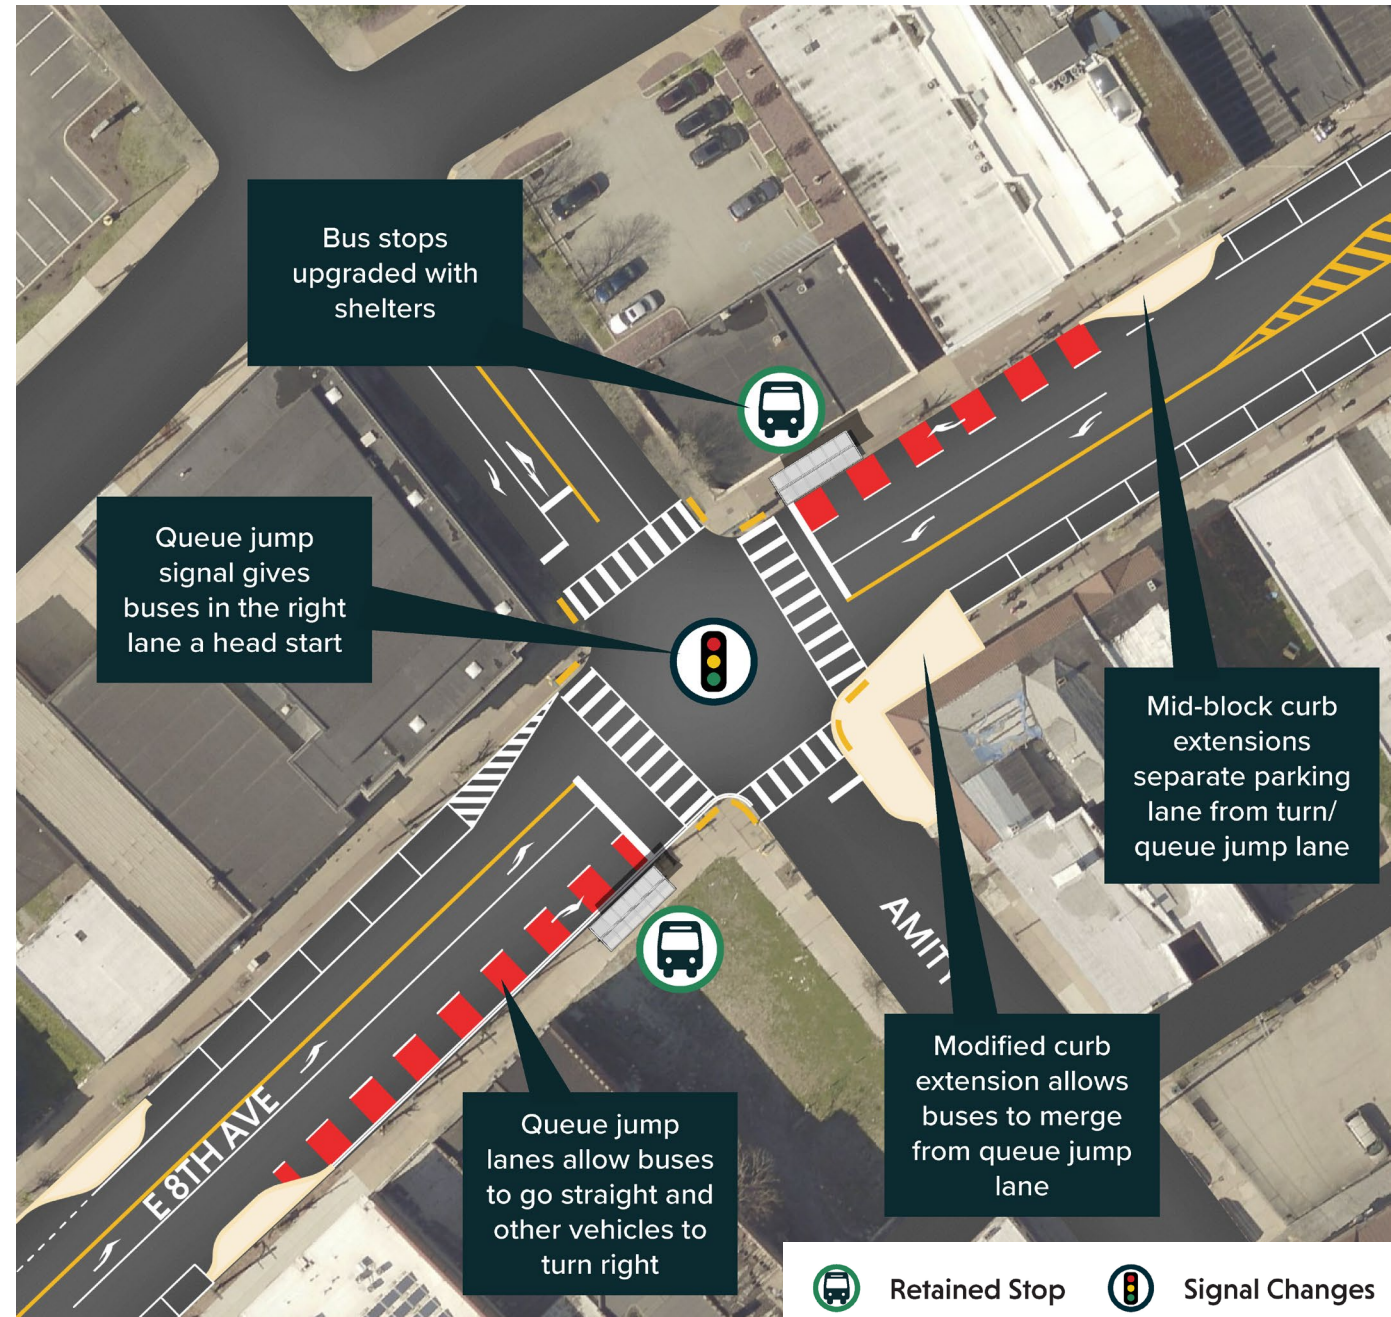 Bus stops
upgraded with
shelters
Queue jump
signal gives
buses in the right
lane a head start
Mid-block curb
extensions
separate parking
lane from turn/
queue jump lane
AMITY
Modified curb
extension allows
buses to merge
from queue jump
lane
E 8TH AVE
Queue jump
lanes allow buses
to go straight and
other vehicles to
turn right
Retained Stop
Signal Changes